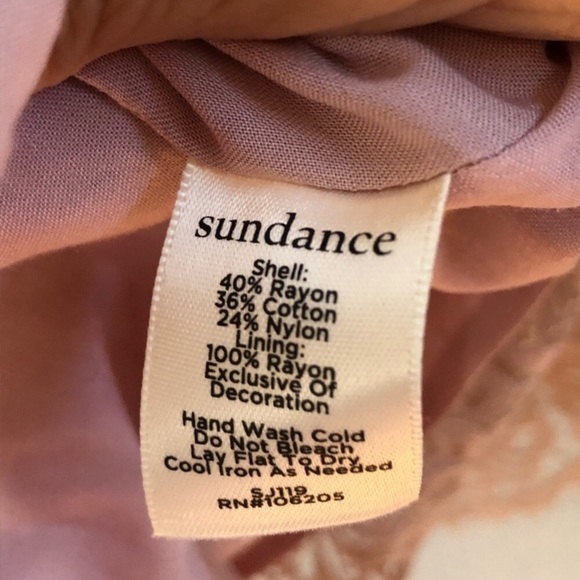 sundance
Shell:
40% Rayon
36% Cotton
24% Nylon
Lining:
100% Rayon
Exclusive Of
Decoration
Hand Wash Cold
Do Not Bleach
Lay Flat To Dry
Cool Iron As Needed
SJ119
RN#106205